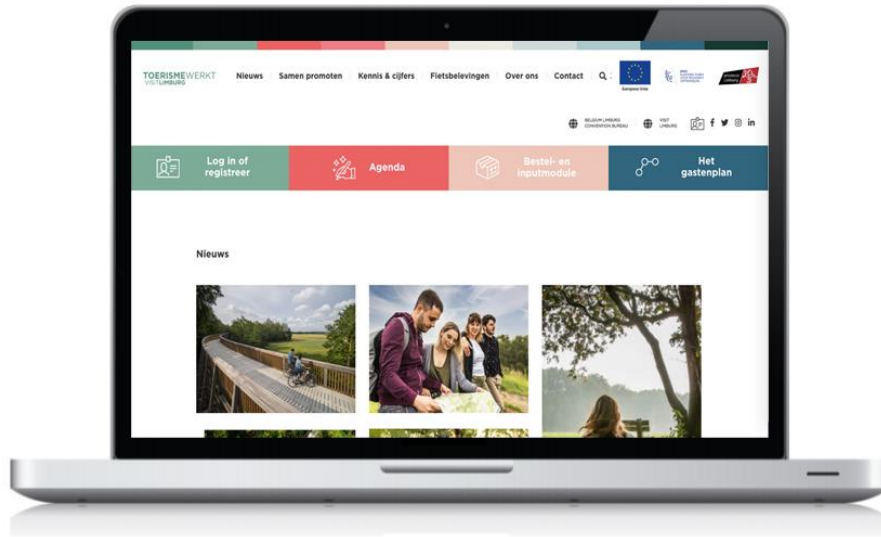 TOERISMEWERKT
VISITLIMBURG
Nieuws
Samen promoten
Kennis & cijfers
Fietsbelevingen
Over ons
Contact
Europese Unie
BELGIUM LIMBURG
CONVENTION BUREAU
VISIT
LIMBURG
Log in of
registreer
Agenda
Bestel- en
inputmodule
Het
gastenplan
Nieuws